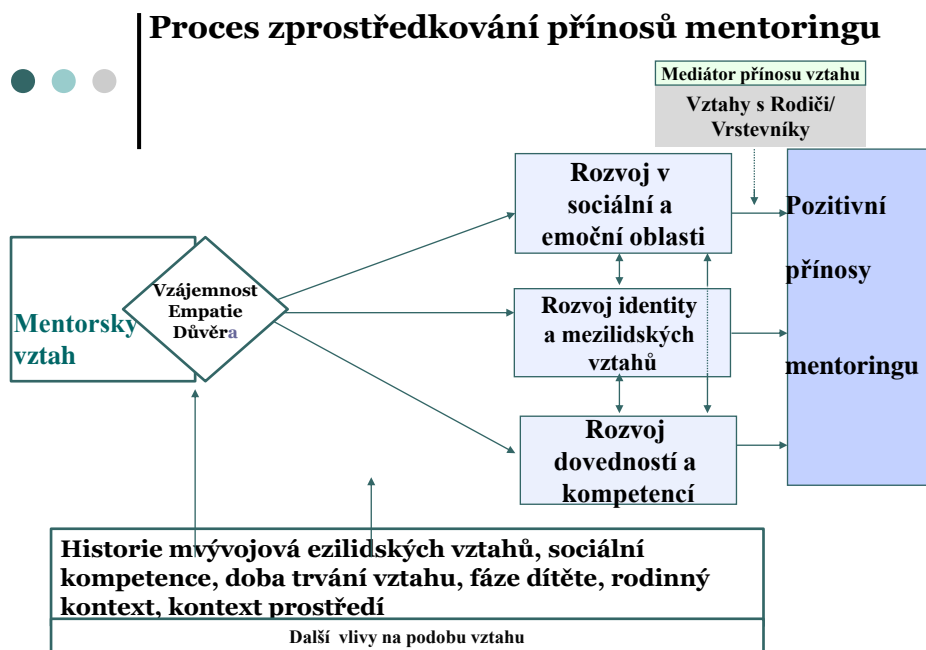 Proces zprostředkování přínosů mentoringu
Mediátor přínosu vztahu
Vztahy s Rodiči/
Vrstevníky
Rozvoj v
sociální a
emoční oblasti
Pozitivní
přínosy
mentoringu
Mentorský
vztah
Vzájemnost
Empatie
Důvěra
Rozvoj identity
a mezilidských
vztahů
Rozvoj
dovedností a
kompetencí
Historie mvývojová ezilidských vztahů, sociální
kompetence, doba trvání vztahu, fáze dítěte, rodinný
kontext, kontext prostředí
Další vlivy na podobu vztahu